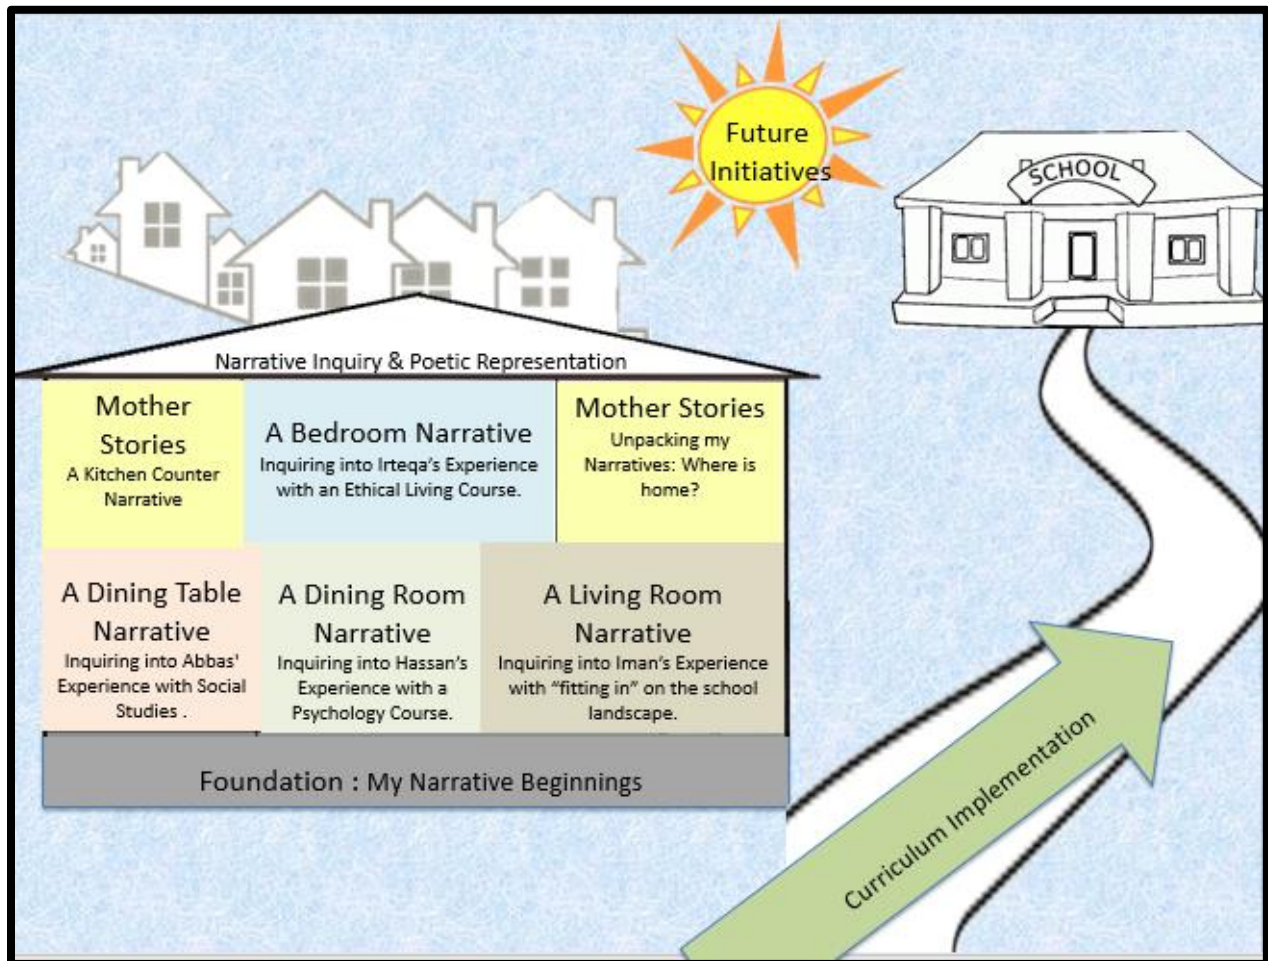 Future
Initiatives
SCHOOL
Narrative Inquiry & Poetic Representation
Mother
Stories
A Kitchen Counter
Narrative
A Bedroom Narrative
Inquiring into Irteqa's Experience
with an Ethical Living Course.
Mother Stories
Unpacking my
Narratives: Where is
home?
A Dining Table
Narrative
Inquiring into Abbas'
Experience with Social
Studies .
A Dining Room
Narrative
Inquiring into Hassan's
Experience with a
Psychology Course.
A Living Room
Narrative
Inquiring into Iman's Experience
with "fitting in" on the school
landscape.
Foundation : My Narrative Beginnings
Curriculum Implementation